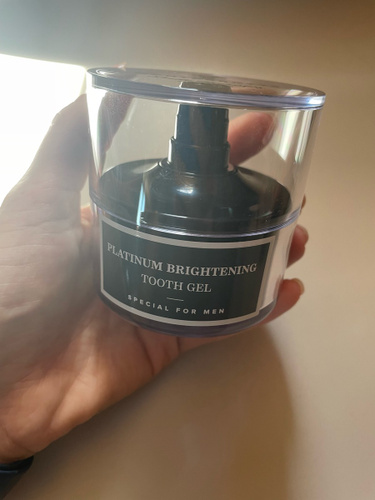 PLATINUM BRIGHTENING
TOOTH GEL
SPECIAL FOR MEN